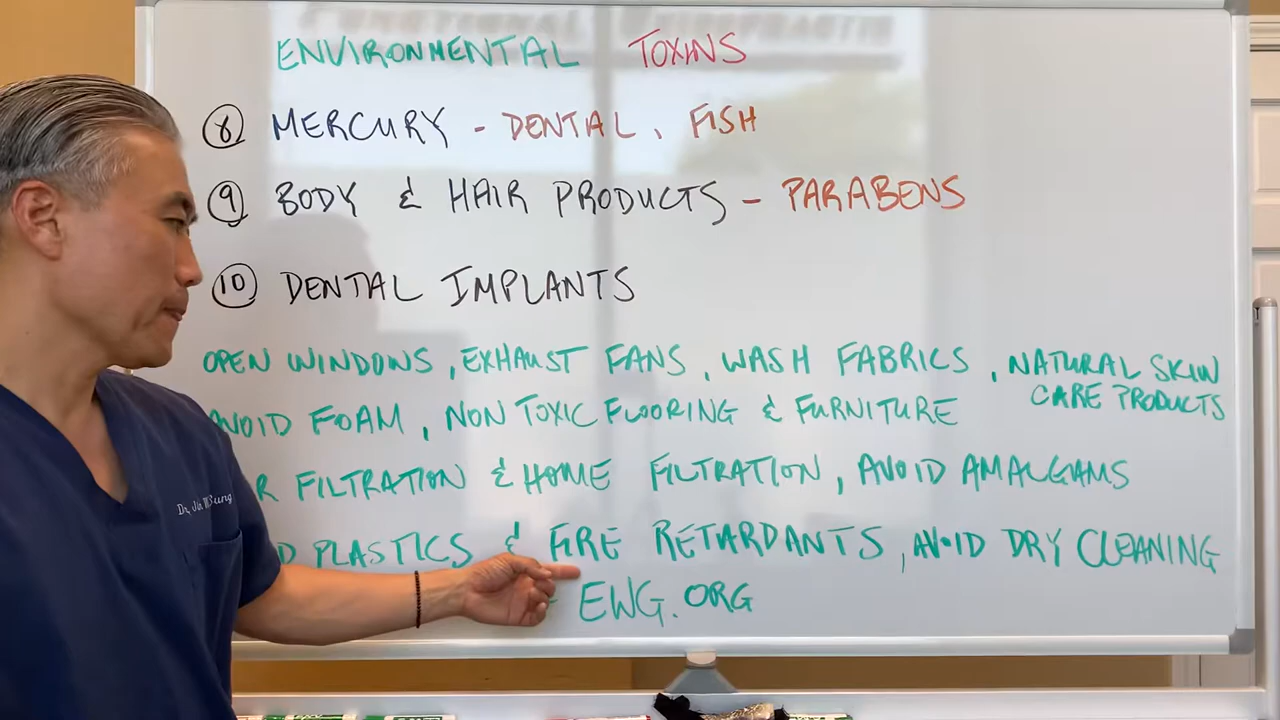 ENVIRONMENTAL TOXINS
8 MERCURY - DENTAL, FISH
9 BODY & HAIR PRODUCTS - PARABENS
10 DENTAL IMPLANTS
OPEN WINDOWS, EXHAUST FANS, WASH FABRICS, NATURAL SKIN
CARE PRODUCTS
AVOID FOAM, NON TOXIC FLOORING & FURNITURE
R FILTRATION & HOME FILTRATION, AVOID AMALGAMS
D PLASTICS & FIRE RETARDANTS, AVOID DRY CLEANING
EWG.ORG